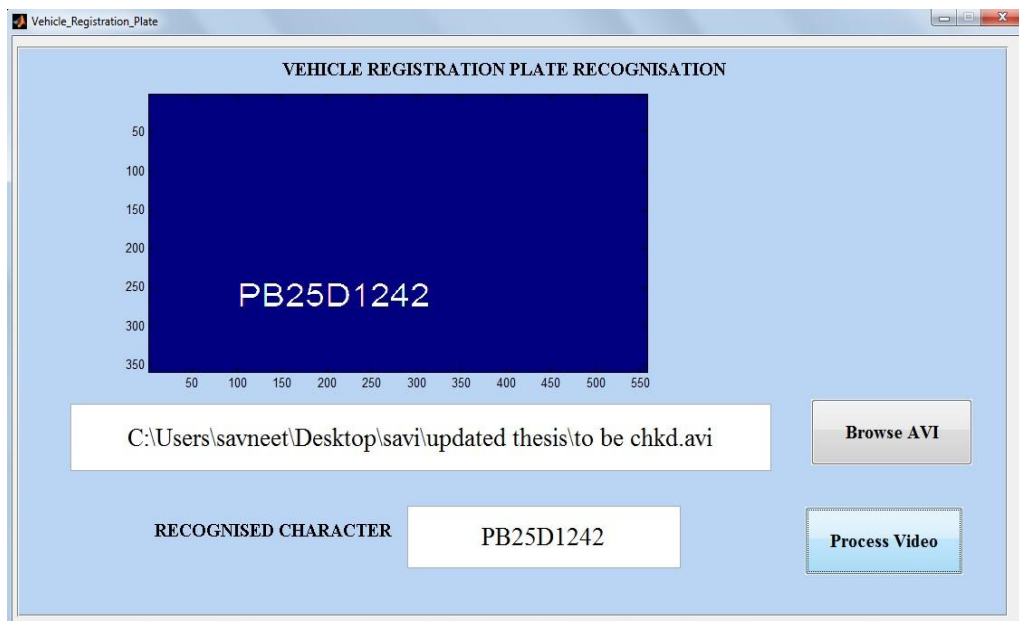 Vehicle_Registration_Plate
VEHICLE REGISTRATION PLATE RECOGNISATION
50
100
150
200
250
300
350
PB25D1242
50 100 150 200 250 300 350 400 450 500 550
C:\Users\savneet\Desktop\savi\updated thesis\to be chkd.avi
Browse AVI
RECOGNISED CHARACTER
PB25D1242
Process Video